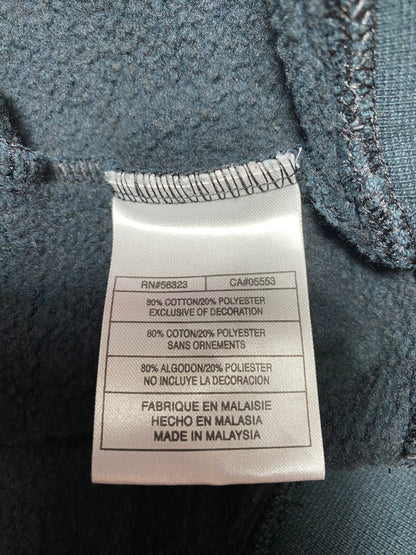 RN#56323 CA#05553
80% COTTON/20% POLYESTER
EXCLUSIVE OF DECORATION
80% COTON/20% POLYESTER
SANS ORNEMENTS
80% ALGODON/20% POLIESTER
NO INCLUYE LA DECORACION
FABRIQUE EN MALAISIE
HECHO EN MALASIA
MADE IN MALAYSIA